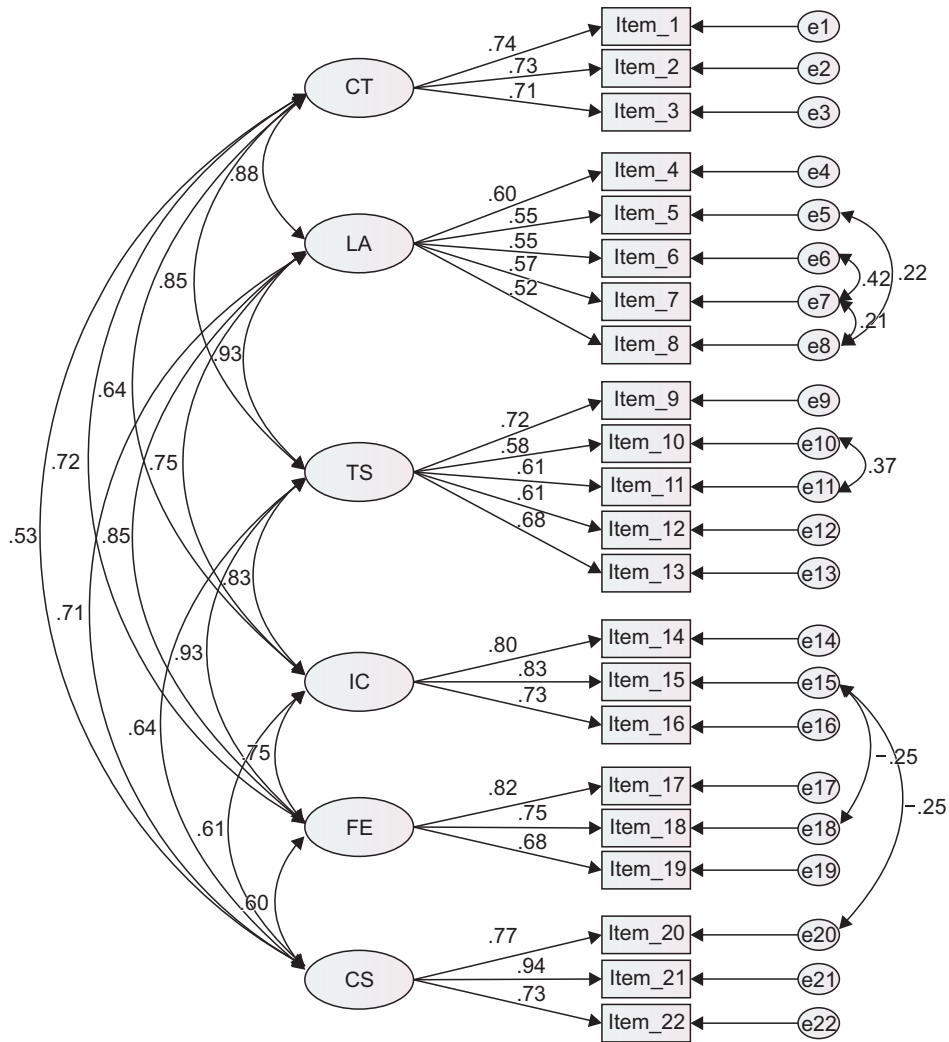 Item_1
e1
.74
CT
.73
Item_2
e2
.71
Item_3
e3
.88
Item_4
e4
.60
.55
Item_5
e5
LA
.55
Item_6
e6
.57
.42
.22
.52
Item_7
e7
.21
.85
Item_8
e8
.93
.64
Item_9
e9
.72
.58
Item_10
e10
.72
.75
TS
.61
Item_11
e11
.37
.61
Item_12
e12
.68
.53
.85
.83
Item_13
e13
.71
.93
.80
Item_14
e14
IC
.83
Item_15
e15
.73
Item_16
e16
.64
.75
−.25
.82
Item_17
e17
−.25
.61
FE
.75
Item_18
e18
.68
Item_19
e19
.60
.77
Item_20
e20
CS
.94
Item_21
e21
.73
Item_22
e22